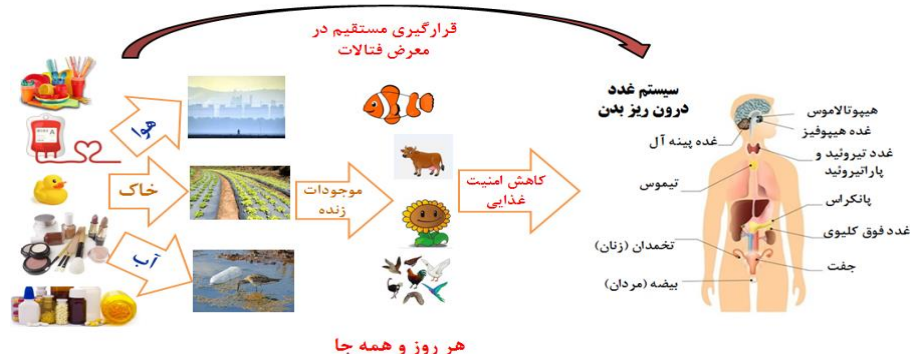 قرارگیری مستقیم در
معرض فتالات
هوا
خاک
آب
موجودات
زنده
کاهش امنیت
غذایی
سیستم غدد
درون ریز بدن
هیپوتالاموس
غده هیپوفیز
غده پینه آل
غدد تیروئید و
پاراتیروئید
تیموس
پانکراس
غدد فوق کلیوی
تخمدان (زنان)
جفت
بیضه (مردان)
هر روز و همه جا